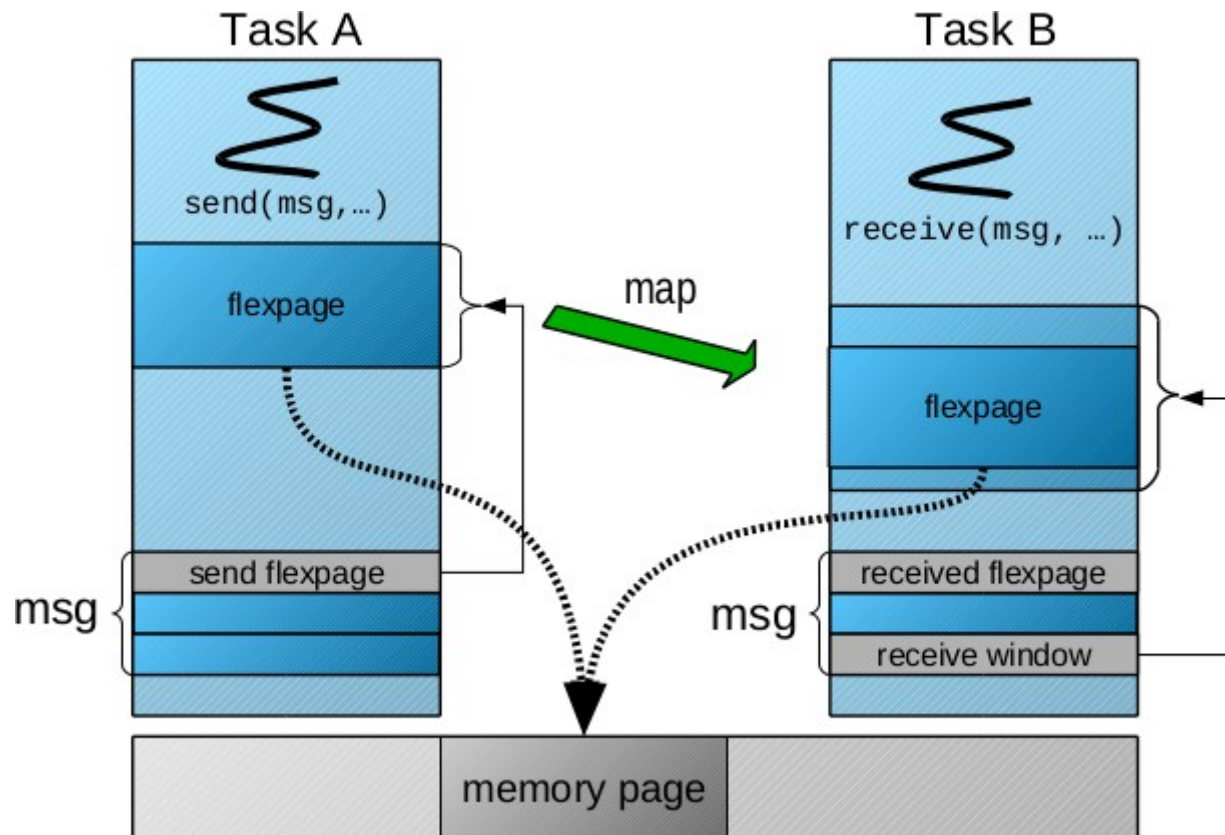 Task A
Task B
send(msg,…)
receive(msg, …)
flexpage
map
flexpage
send flexpage
received flexpage
msg
msg
receive window
memory page